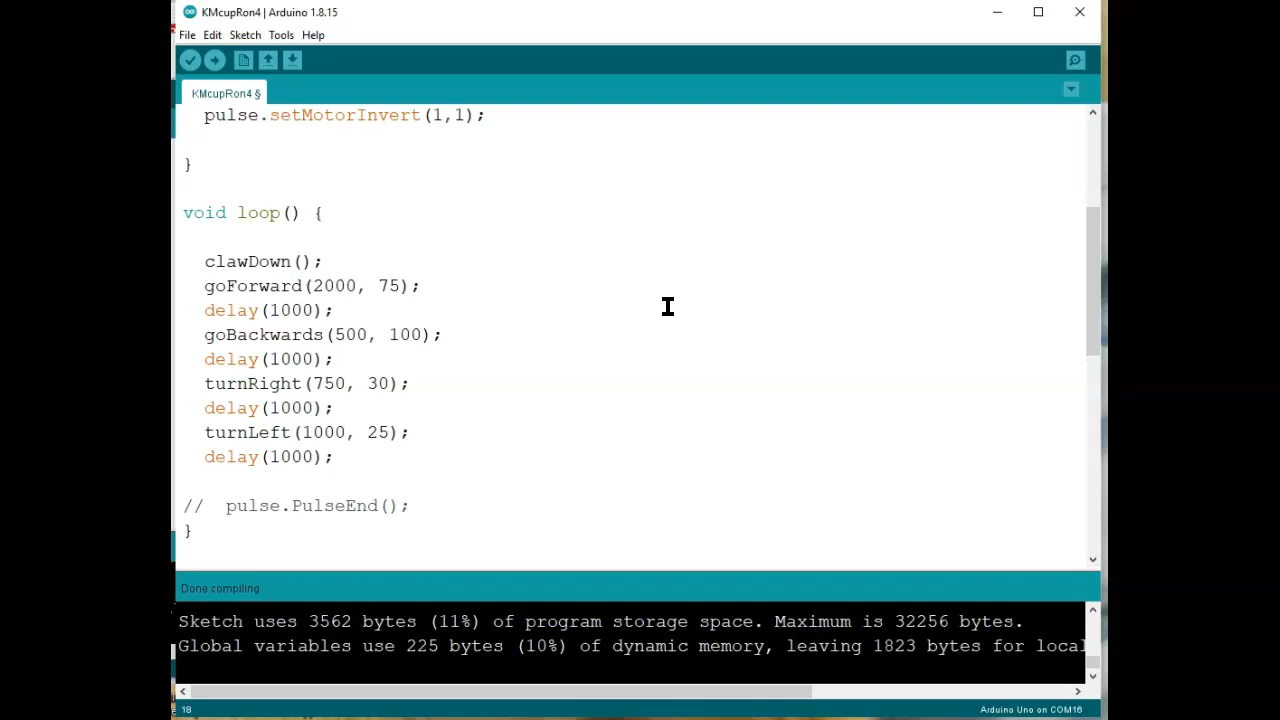 KMcupRon4 | Arduino 1.8.15
File Edit Sketch Tools Help
KMcupRon4 §
pulse.setMotorInvert(1,1);
}
void loop() {
clawDown();
goForward(2000, 75);
delay(1000);
goBackwards(500, 100);
delay(1000);
turnRight(750, 30);
delay(1000);
turnLeft(1000, 25);
delay(1000);
//  pulse.PulseEnd();
}
Done compiling
Sketch uses 3562 bytes (11%) of program storage space. Maximum is 32256 bytes.
Global variables use 225 bytes (10%) of dynamic memory, leaving 1823 bytes for local
18 Arduino Uno on COM16